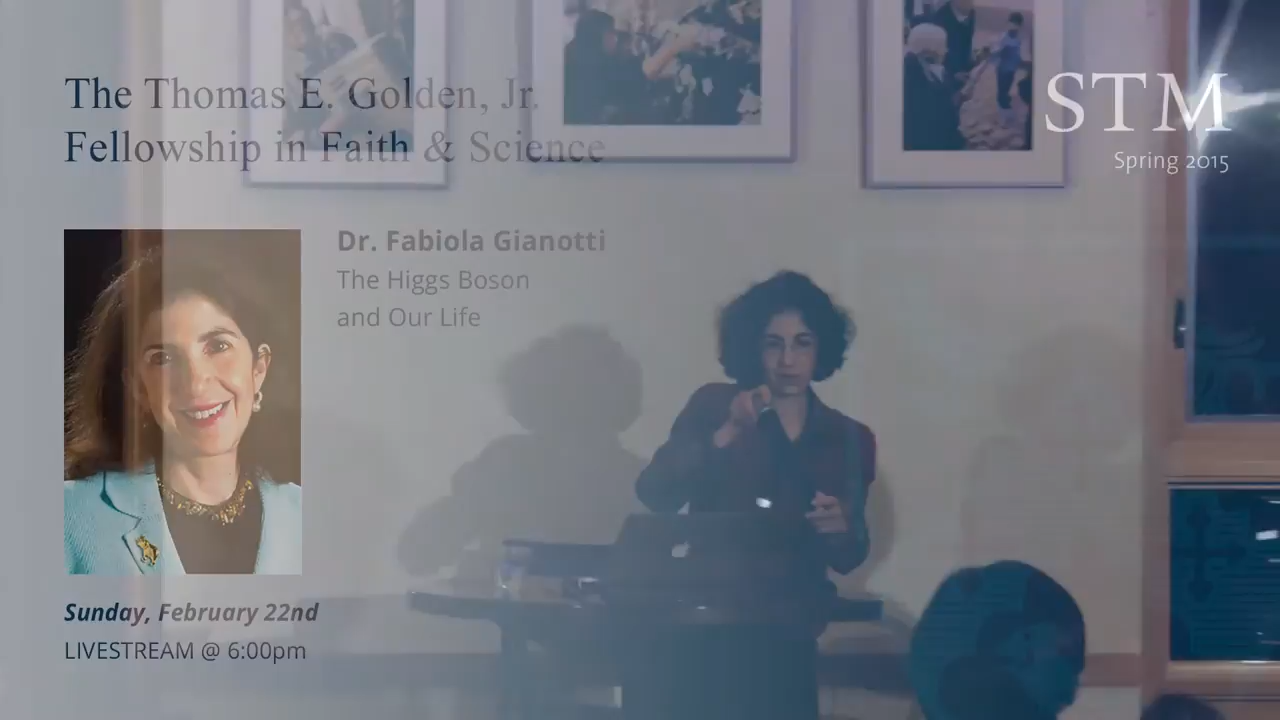 The Thomas E. Golden, Jr.
Fellowship in Faith & Science
STM
Spring 2015
Dr. Fabiola Gianotti
The Higgs Boson
and Our Life
Sunday, February 22nd
LIVESTREAM @ 6:00pm